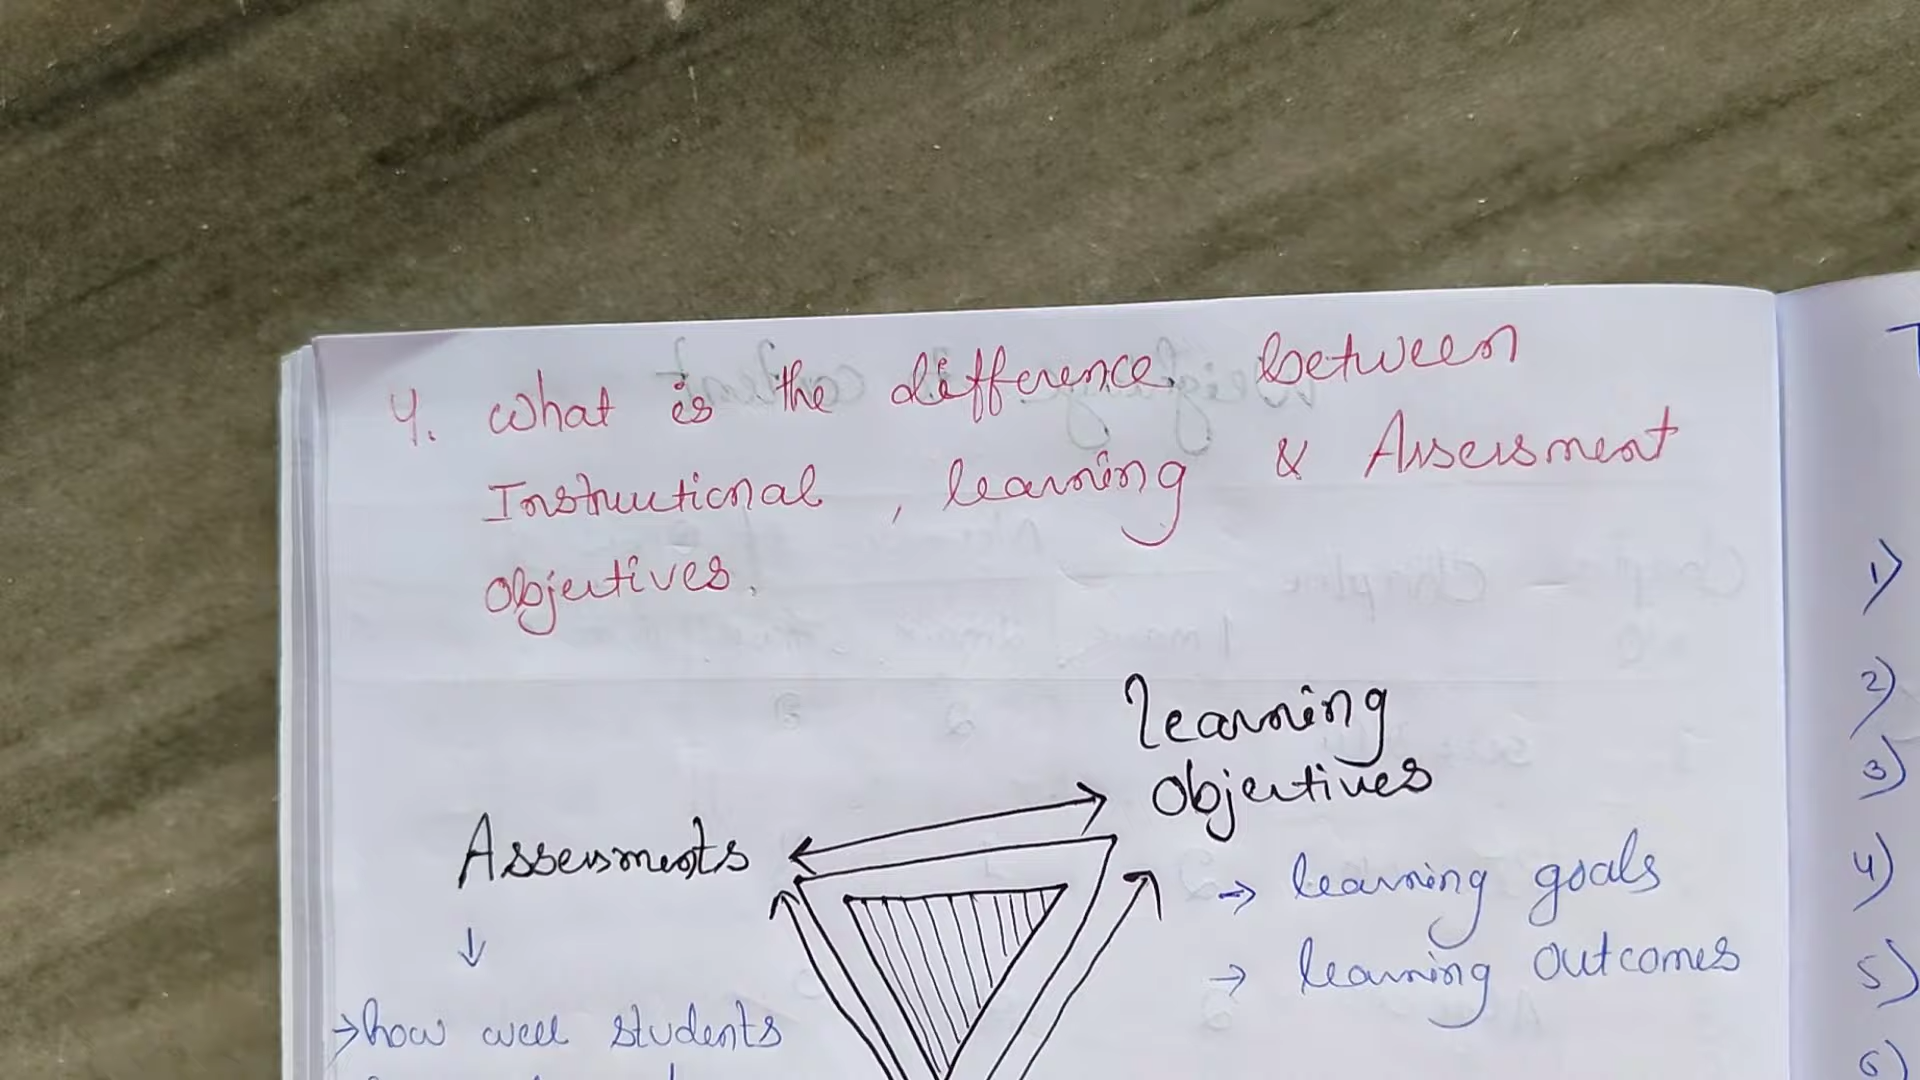 4. What is the difference between
Instructional, learning & Assessment
objectives.
learning
objectives
Assessments
→ learning goals
→ learning outcomes
↓
→ how well students
1)
2)
3)
4)
5)
6)